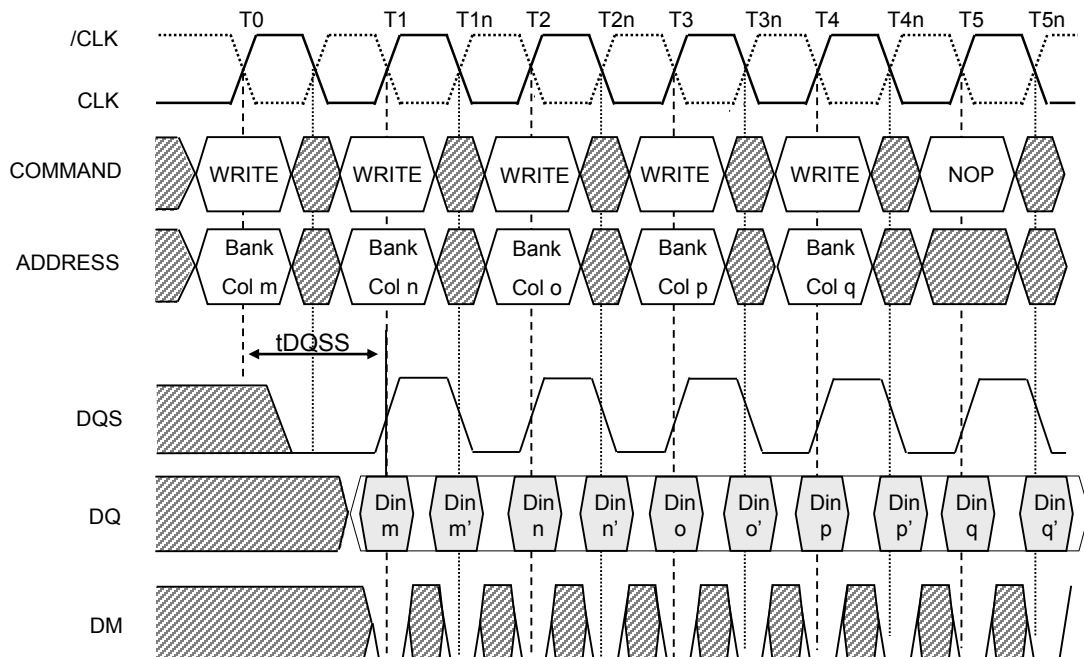 T0 T1 T1n T2 T2n T3 T3n T4 T4n T5 T5n
/CLK
CLK
COMMAND WRITE WRITE WRITE WRITE WRITE NOP
ADDRESS Bank Bank Bank Bank Bank
Col m Col n Col o Col p Col q
tDQSS
DQS
DQ Din Din Din Din Din Din Din Din Din Din
m m’ n n’ o o’ p p’ q q’
DM